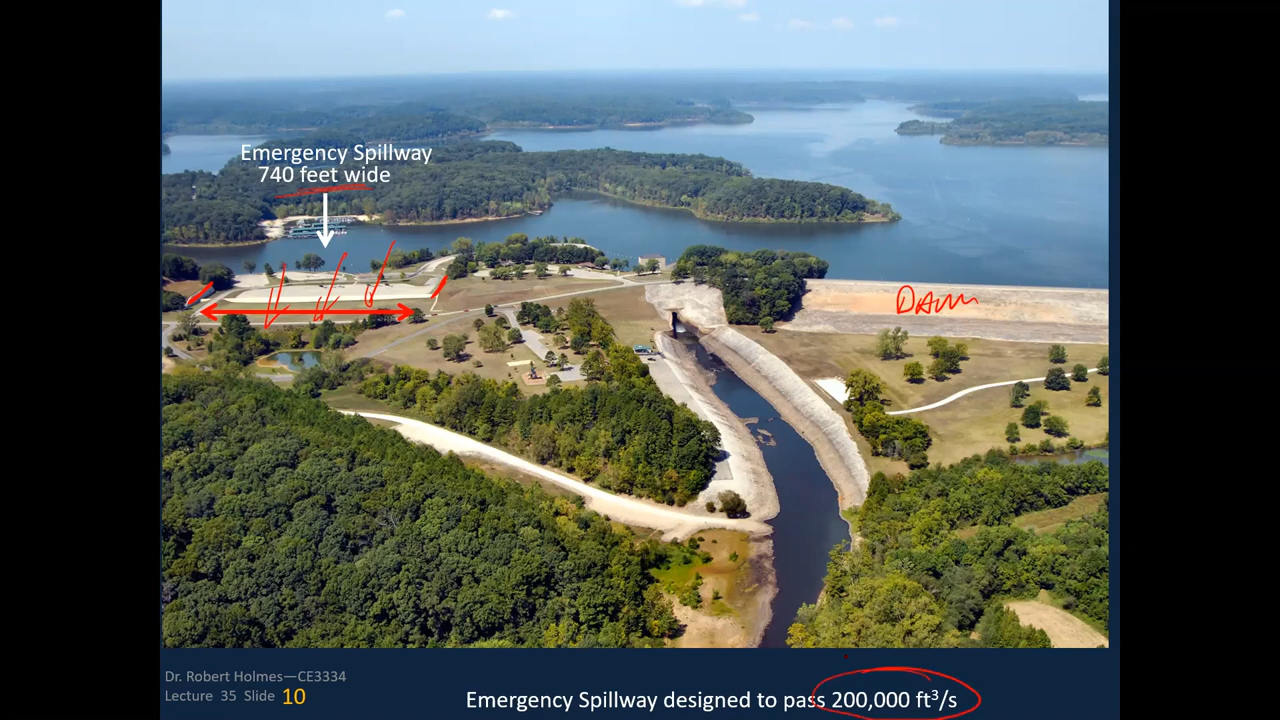 Emergency Spillway
740 feet wide
DAM
Dr. Robert Holmes—CE3334
Lecture 35 Slide 10
Emergency Spillway designed to pass 200,000 ft³/s